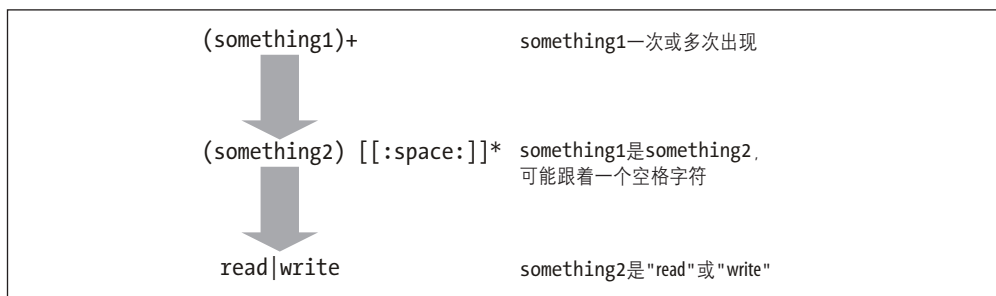 (something1)+ something1一次或多次出现
(something2) [[:space:]]* something1是something2，
可能跟着一个空格字符
read|write something2是"read"或"write"